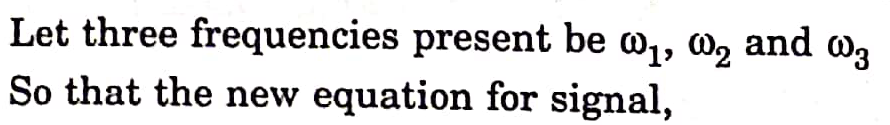 Let three frequencies present be ω₁, ω₂ and ω₃
So that the new equation for signal,